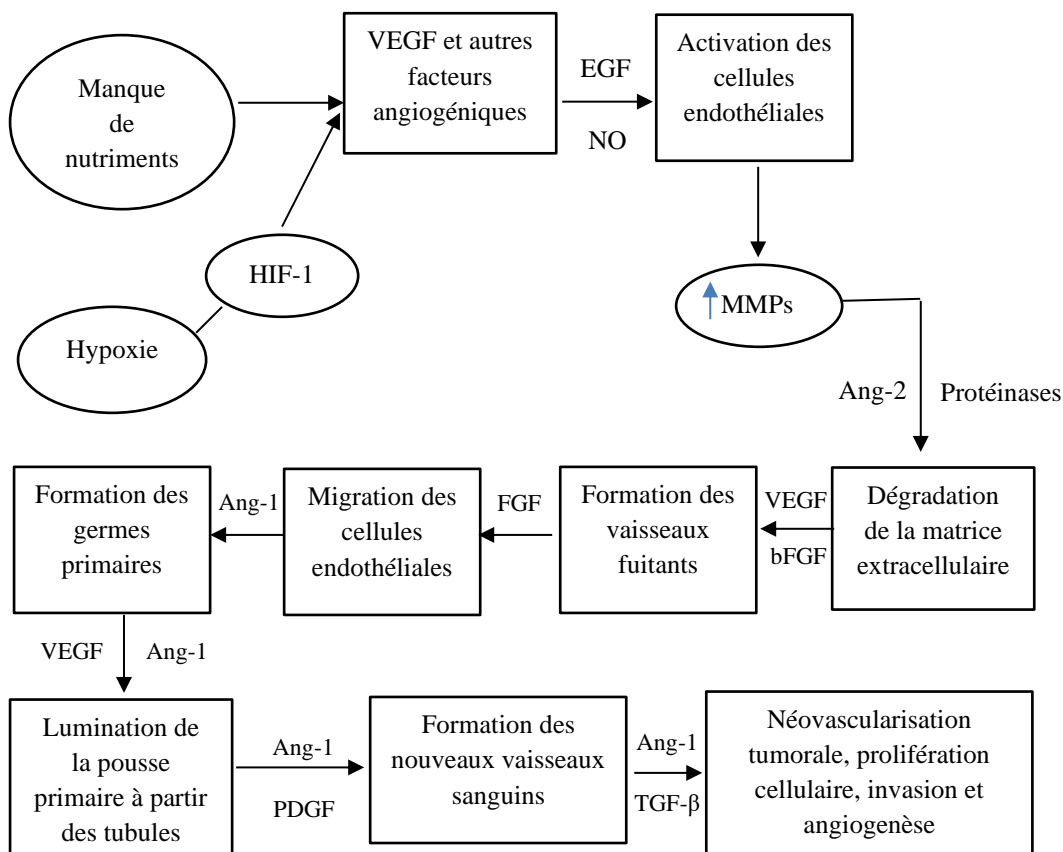 Manque
de
nutriments
Hypoxie
HIF-1
VEGF et autres
facteurs
angiogéniques
EGF
NO
Activation des
cellules
endothéliales
MMPs
Ang-2
Protéinases
Dégradation
de la matrice
extracellulaire
VEGF
bFGF
Formation des
vaisseaux
fuitants
FGF
Migration des
cellules
endothéliales
Ang-1
Formation des
germes
primaires
VEGF
Ang-1
Lumination de
la pousse
primaire à partir
des tubules
Ang-1
PDGF
Formation des
nouveaux vaisseaux
sanguins
Ang-1
TGF-β
Néovascularisation
tumorale, prolifération
cellulaire, invasion et
angiogenèse